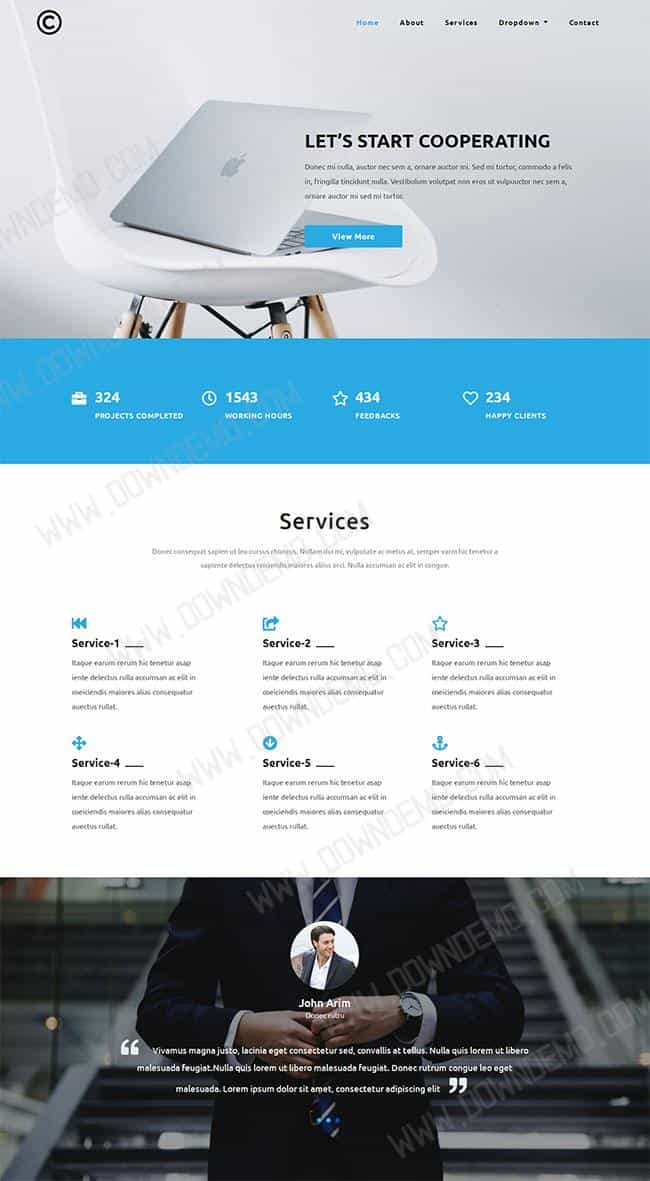 ©
Home About Services Dropdown Contact
LET'S START COOPERATING
Donec mi nulla, auctor nec sem a, ornare auctor mi. Sed mi tortor, commodo a felis
in, fringilla tincidunt nulla. Vestibulum volutpat non eros ut vulpuuctor nec sem a,
ornare auctor mi sed mi tortor.
View More
324 1543 434 234
PROJECTS COMPLETED WORKING HOURS FEEDBACKS HAPPY CLIENTS
Services
Donec consequat sapien ut leo cursus rhoncus. Nullam dui mi, vulputate ac metus at, semper varm hic tenetur a
sapiente delectus reiciendis maiores alias orci. Nulla accumsan ac elit in congue.
Service-1 Service-2 Service-3
Itaque earum rerum hic tenetur asap Itaque earum rerum hic tenetur asap Itaque earum rerum hic tenetur asap
iente delectus rulla accumsan ac elit in iente delectus rulla accumsan ac elit in iente delectus rulla accumsan ac elit in
coeiciendis maiores alias consequatur coeiciendis maiores alias consequatur coeiciendis maiores alias consequatur
auectus rullat. auectus rullat. auectus rullat.
Service-4 Service-5 Service-6
Itaque earum rerum hic tenetur asap Itaque earum rerum hic tenetur asap Itaque earum rerum hic tenetur asap
iente delectus rulla accumsan ac elit in iente delectus rulla accumsan ac elit in iente delectus rulla accumsan ac elit in
coeiciendis maiores alias consequatur coeiciendis maiores alias consequatur coeiciendis maiores alias consequatur
auectus rullat. auectus rullat. auectus rullat.
John Arim
Donec rutru
“ Vivamus magna justo, lacinia eget consectetur sed, convallis at tellus. Nulla quis lorem ut libero
malesuada feugiat.Nulla quis lorem ut libero malesuada feugiat. Donec rutrum congue leo eget
malesuada. Lorem ipsum dolor sit amet, consectetur adipiscing elit ”
WWW.DOWNDEMO.COM